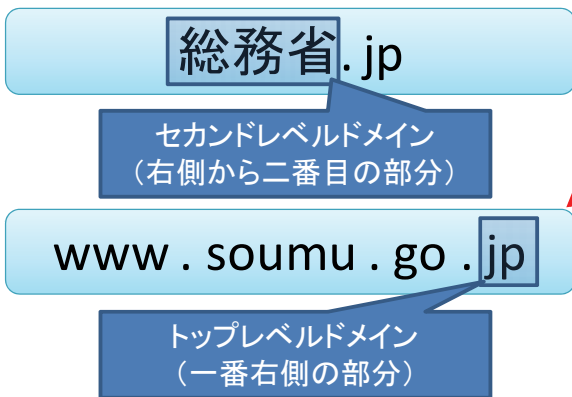 総務省. jp
セカンドレベルドメイン
（右側から二番目の部分）
www . soumu . go . jp
トップレベルドメイン
（一番右側の部分）